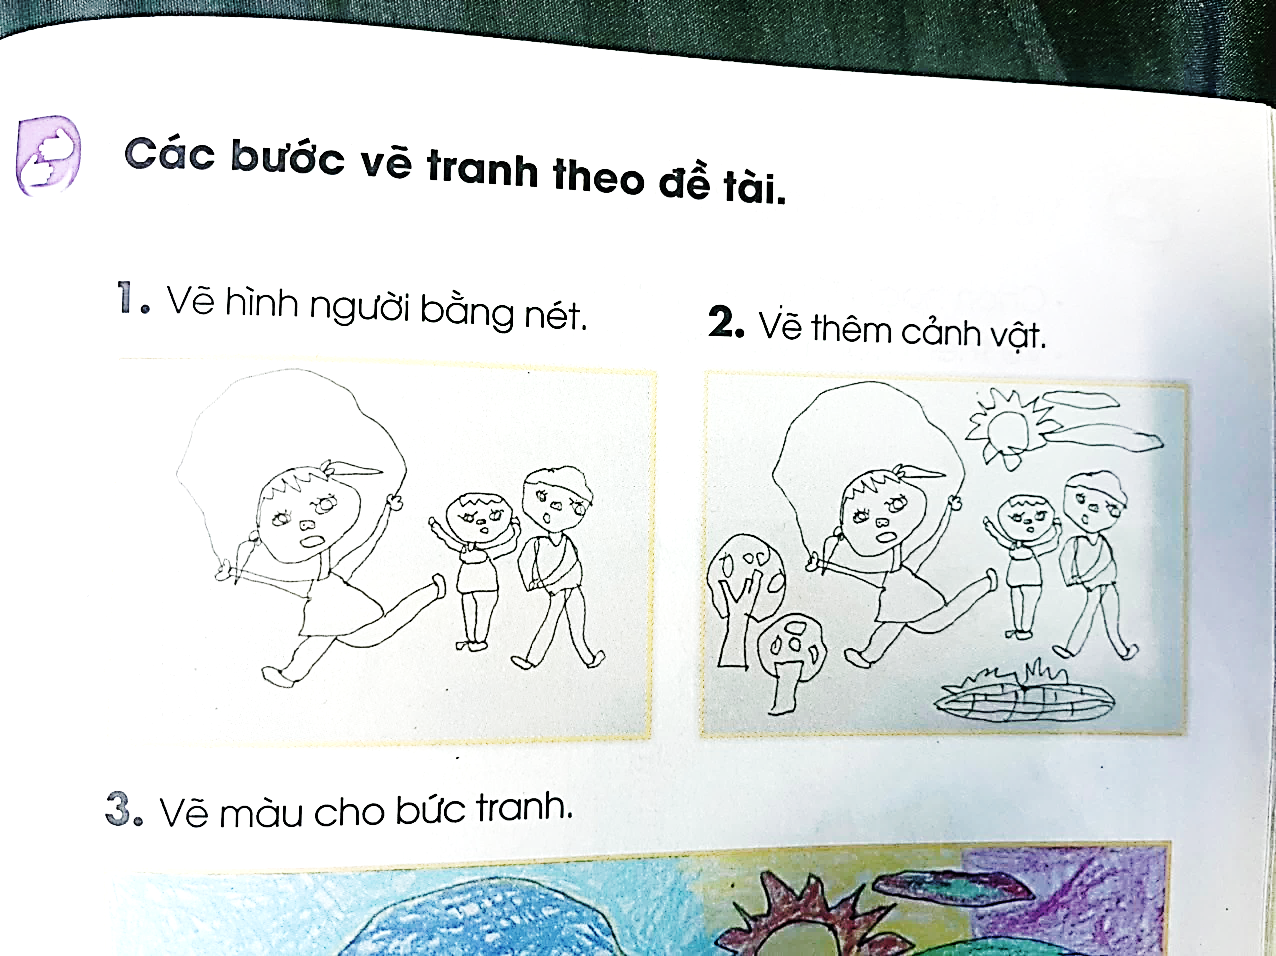 Các bước vẽ tranh theo đề tài.
1. Vẽ hình người bằng nét.
2. Vẽ thêm cảnh vật.
3. Vẽ màu cho bức tranh.